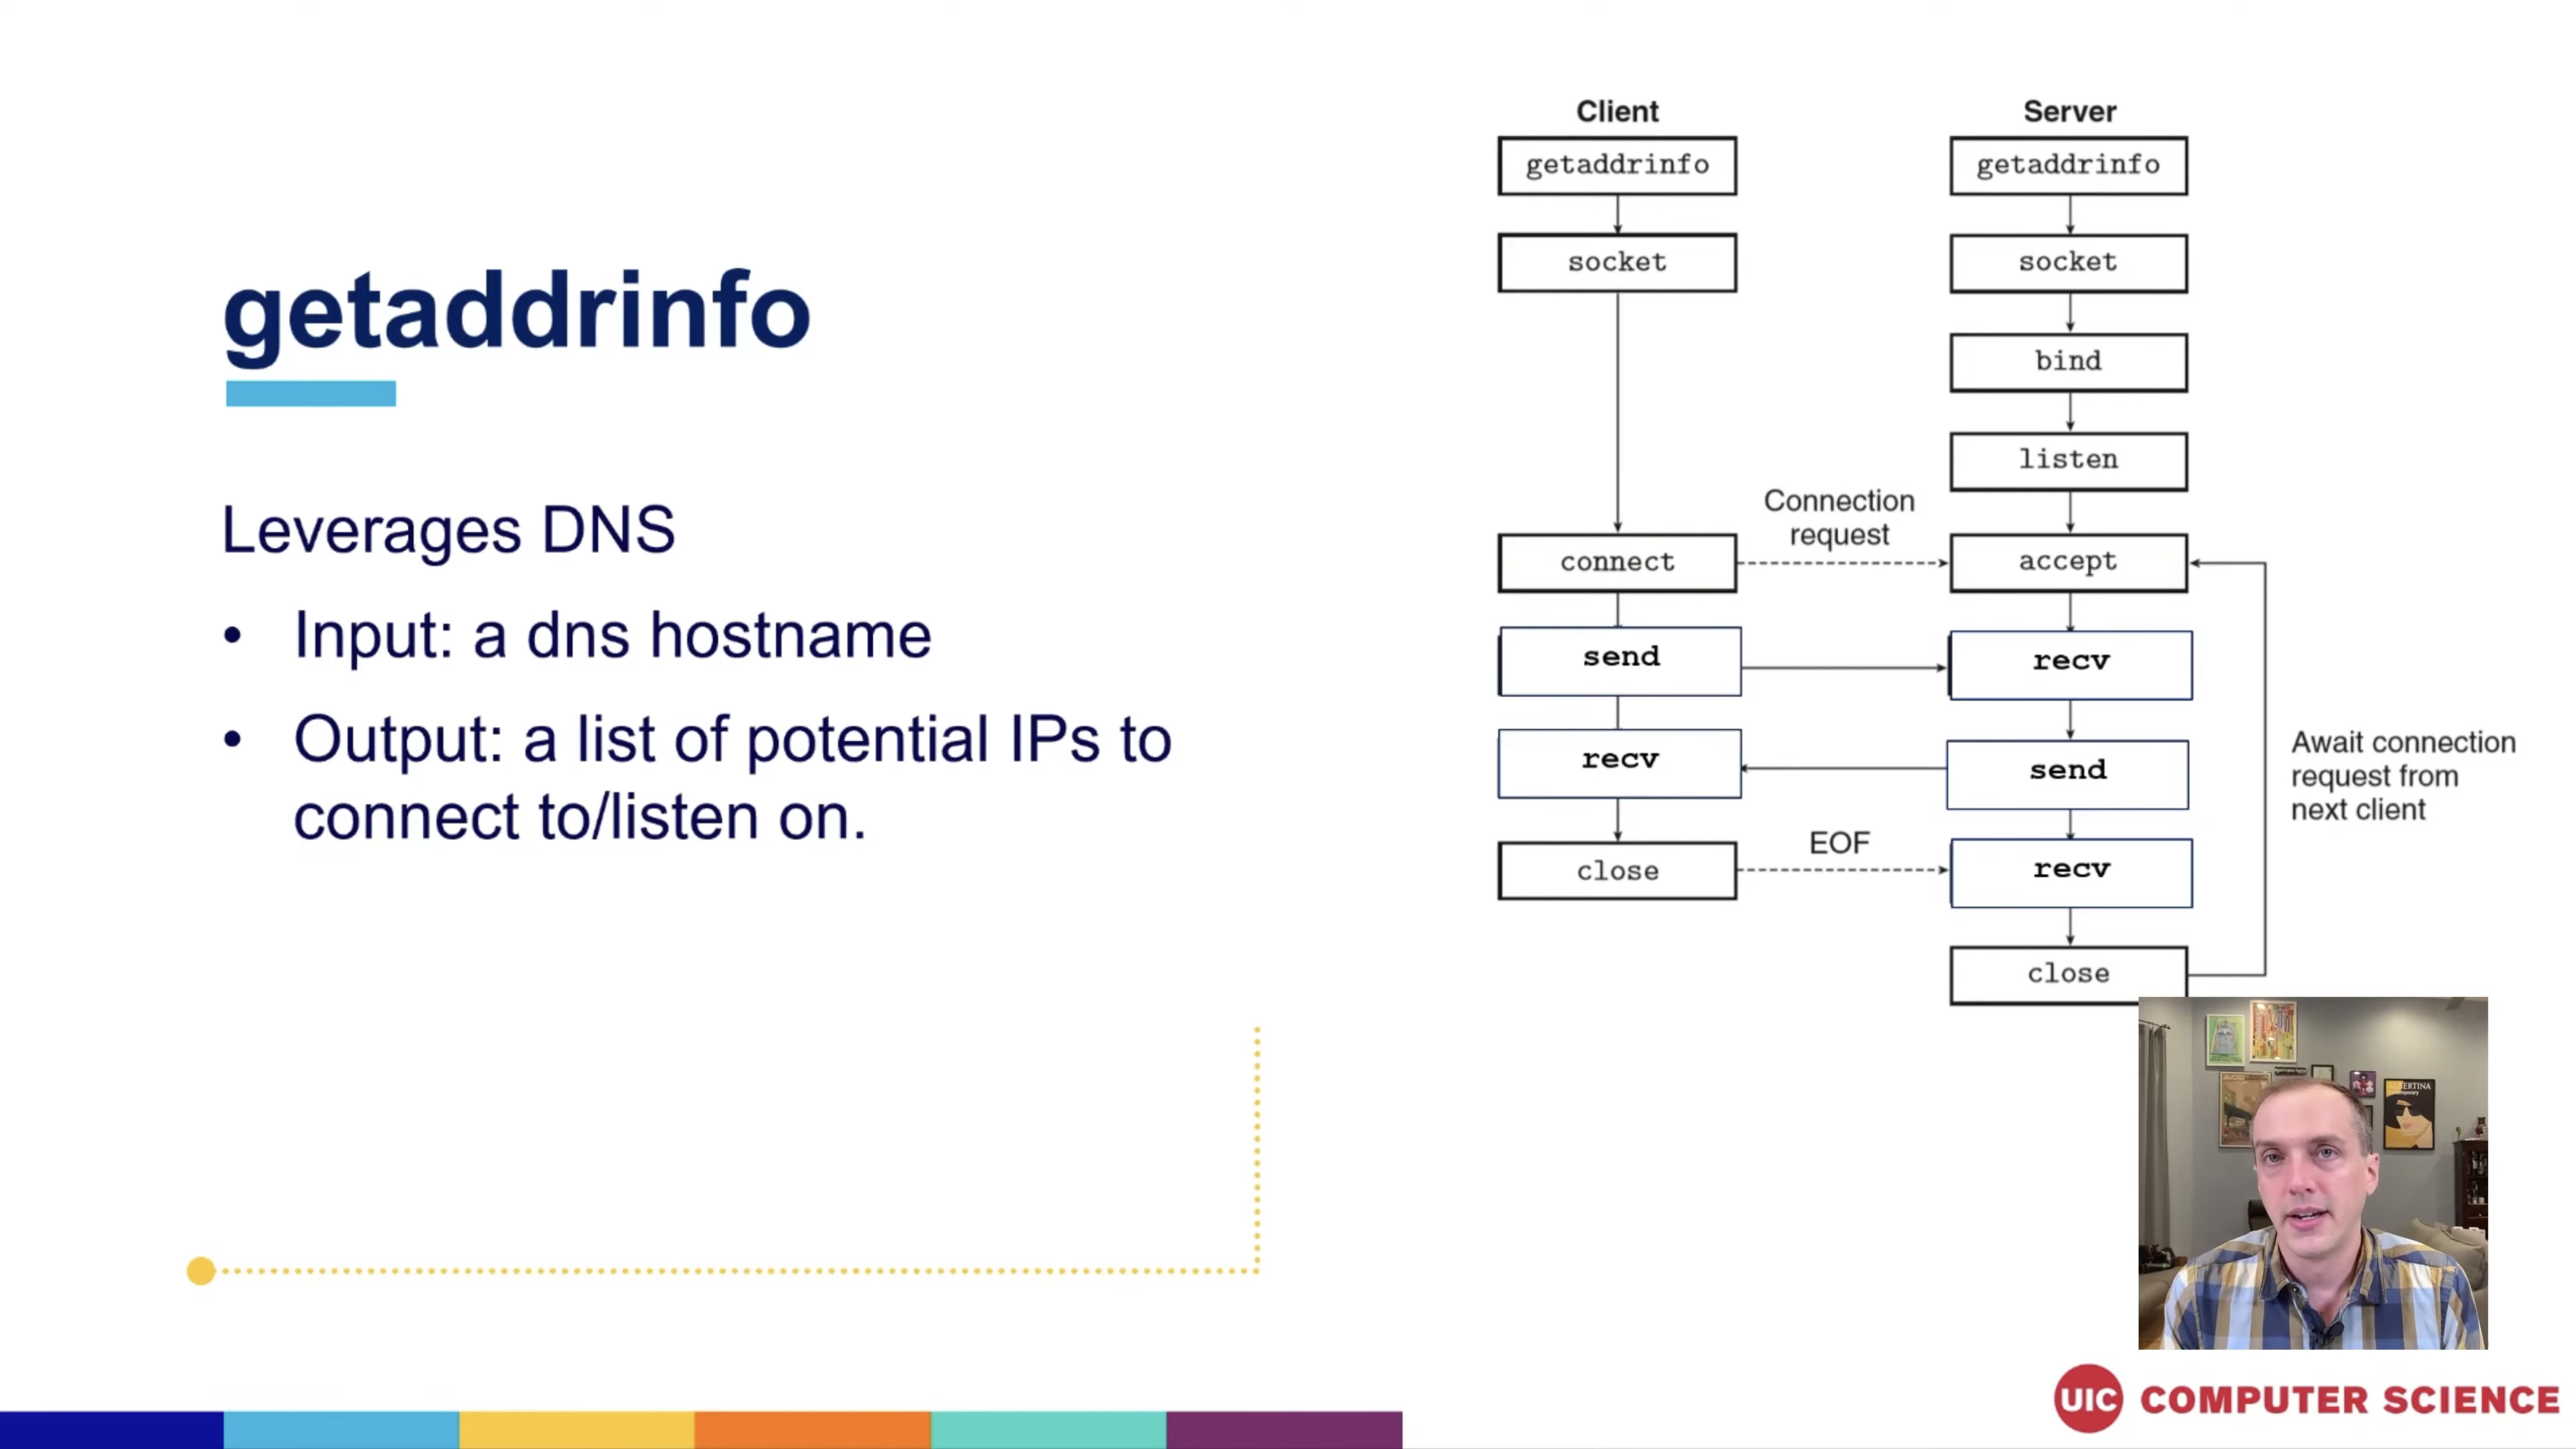 getaddrinfo
Leverages DNS
• Input: a dns hostname
• Output: a list of potential IPs to
connect to/listen on.
Client
getaddrinfo
socket
connect
send
recv
close
Connection
request
EOF
Server
getaddrinfo
socket
bind
listen
accept
recv
send
recv
close
Await connection
request from
next client
UIC COMPUTER SCIENCE